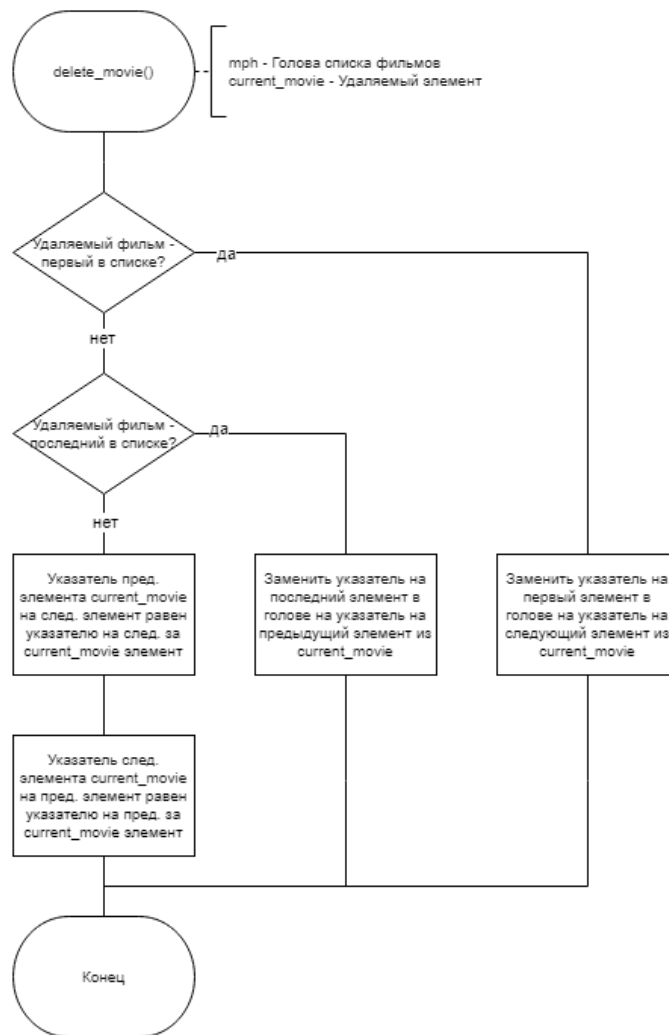 delete_movie()
mph - Голова списка фильмов
current_movie - Удаляемый элемент
Удаляемый фильм -
первый в списке?
да
нет
Удаляемый фильм -
последний в списке?
да
нет
Указатель пред.
элемента current_movie
на след. элемент равен
указателю на след. за
current_movie элемент
Заменить указатель на
последний элемент в
голове на указатель на
предыдущий элемент из
current_movie
Заменить указатель на
первый элемент в
голове на указатель на
следующий элемент из
current_movie
Указатель след.
элемента current_movie
на пред. элемент равен
указателю на пред. за
current_movie элемент
Конец